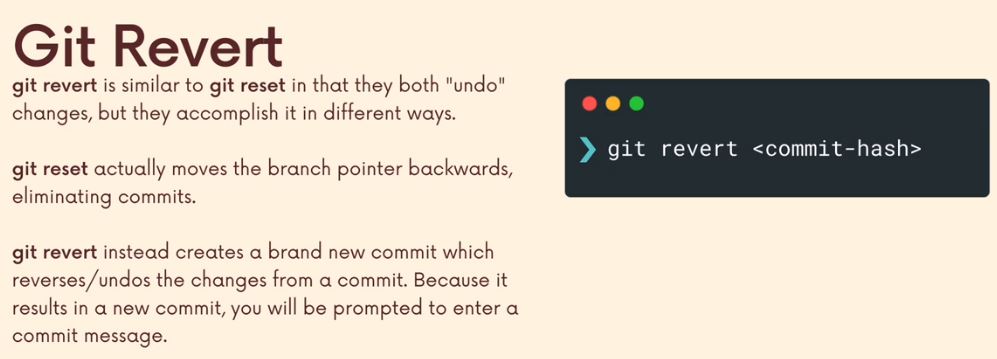 Git Revert
git revert is similar to git reset in that they both "undo"
changes, but they accomplish it in different ways.
git reset actually moves the branch pointer backwards,
eliminating commits.
git revert instead creates a brand new commit which
reverses/undos the changes from a commit. Because it
results in a new commit, you will be prompted to enter a
commit message.
❯ git revert <commit-hash>